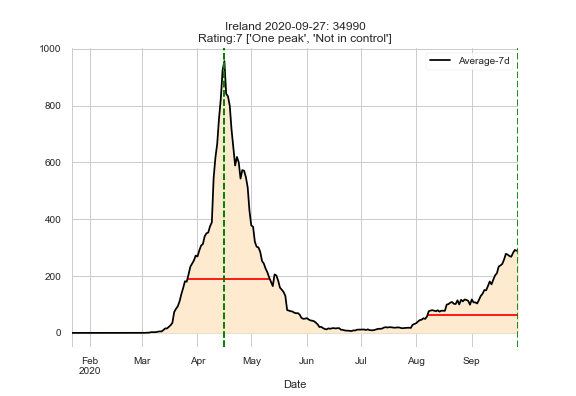 Ireland 2020-09-27: 34990
Rating:7 ['One peak', 'Not in control']
Average-7d
1000
800
600
400
200
0
Feb
2020
Mar
Apr
May
Jun
Jul
Aug
Sep
Date